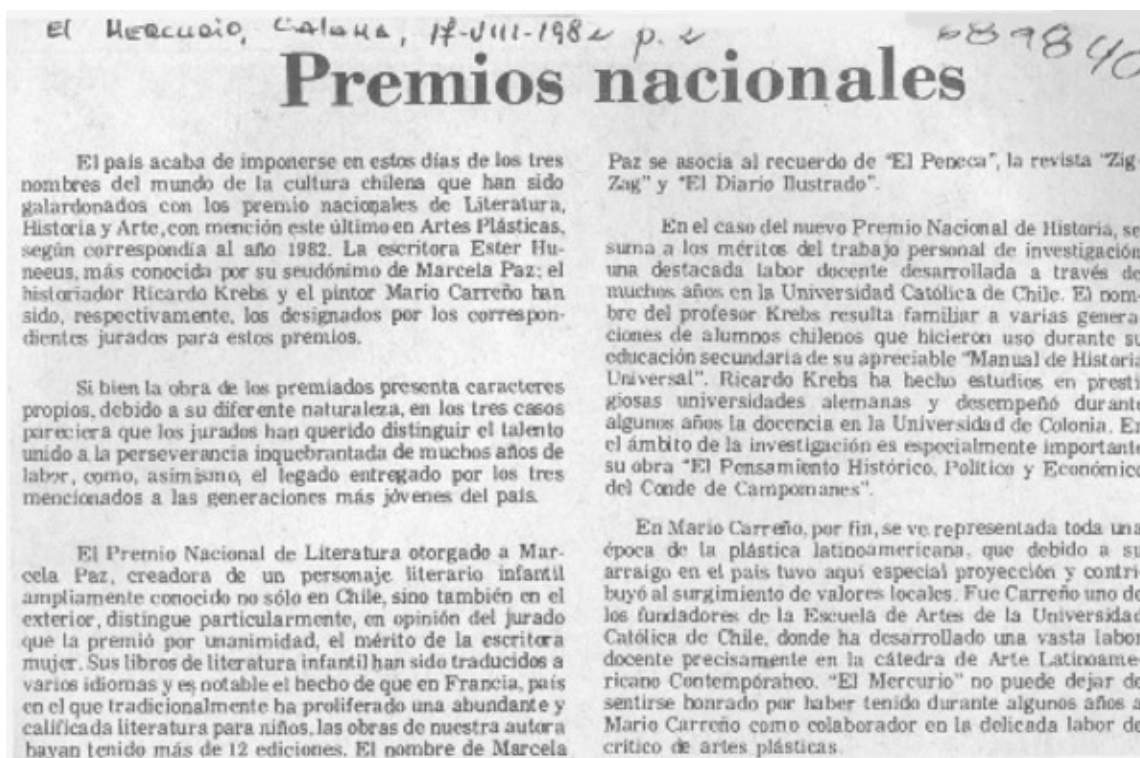 El Mercurio, Calama, 17-VIII-1982 p. 2
689840
Premios nacionales
El país acaba de imponerse en estos días de los tres
nombres del mundo de la cultura chilena que han sido
galardonados con los premio nacionales de Literatura,
Historia y Arte, con mención este último en Artes Plásticas,
según correspondía al año 1982. La escritora Ester Hu-
neeus, más conocida por su seudónimo de Marcela Paz; el
historiador Ricardo Krebs y el pintor Mario Carreño han
sido, respectivamente, los designados por los correspon-
dientes jurados para estos premios.
Si bien la obra de los premiados presenta caracteres
propios, debido a su diferente naturaleza, en los tres casos
pareciera que los jurados han querido distinguir el talento
unido a la perseverancia inquebrantada de muchos años de
labor, como, asimismo, el legado entregado por los tres
mencionados a las generaciones más jóvenes del país.
El Premio Nacional de Literatura otorgado a Mar-
cela Paz, creadora de un personaje literario infantil
ampliamente conocido no sólo en Chile, sino también en el
exterior, distingue particularmente, en opinión del jurado
que la premió por unanimidad, el mérito de la escritora
mujer. Sus libros de literatura infantil han sido traducidos a
varios idiomas y es notable el hecho de que en Francia, país
en el que tradicionalmente ha proliferado una abundante y
calificada literatura para niños, las obras de nuestra autora
hayan tenido más de 12 ediciones. El nombre de Marcela
Paz se asocia al recuerdo de "El Peneca", la revista "Zig-
Zag" y "El Diario Ilustrado".
En el caso del nuevo Premio Nacional de Historia, se
suma a los méritos del trabajo personal de investigación
una destacada labor docente desarrollada a través de
muchos años en la Universidad Católica de Chile. El nom-
bre del profesor Krebs resulta familiar a varias genera-
ciones de alumnos chilenos que hicieron uso durante su
educación secundaria de su apreciable "Manual de Historia
Universal". Ricardo Krebs ha hecho estudios en presti-
giosas universidades alemanas y desempeñó durante
algunos años la docencia en la Universidad de Colonia. En
el ámbito de la investigación es especialmente importante
su obra "El Pensamiento Histórico, Político y Económico
del Conde de Campomanes".
En Mario Carreño, por fin, se ve representada toda una
época de la plástica latinoamericana, que debido a su
arraigo en el país tuvo aquí especial proyección y contri-
buyó al surgimiento de valores locales. Fue Carreño uno de
los fundadores de la Escuela de Artes de la Universidad
Católica de Chile, donde ha desarrollado una vasta labor
docente precisamente en la cátedra de Arte Latinoame-
ricano Contemporáneo. "El Mercurio" no puede dejar de
sentirse honrado por haber tenido durante algunos años a
Mario Carreño como colaborador en la delicada labor de
crítico de artes plásticas.